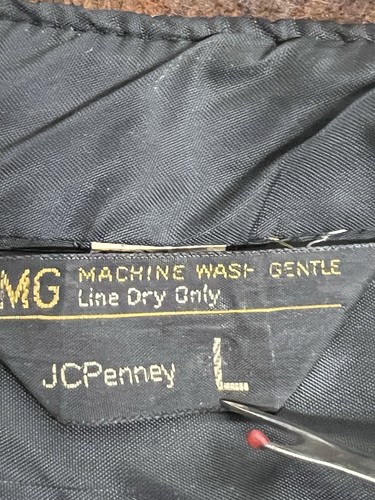 MG MACHINE WASH GENTLE
Line Dry Only
JCPenney L